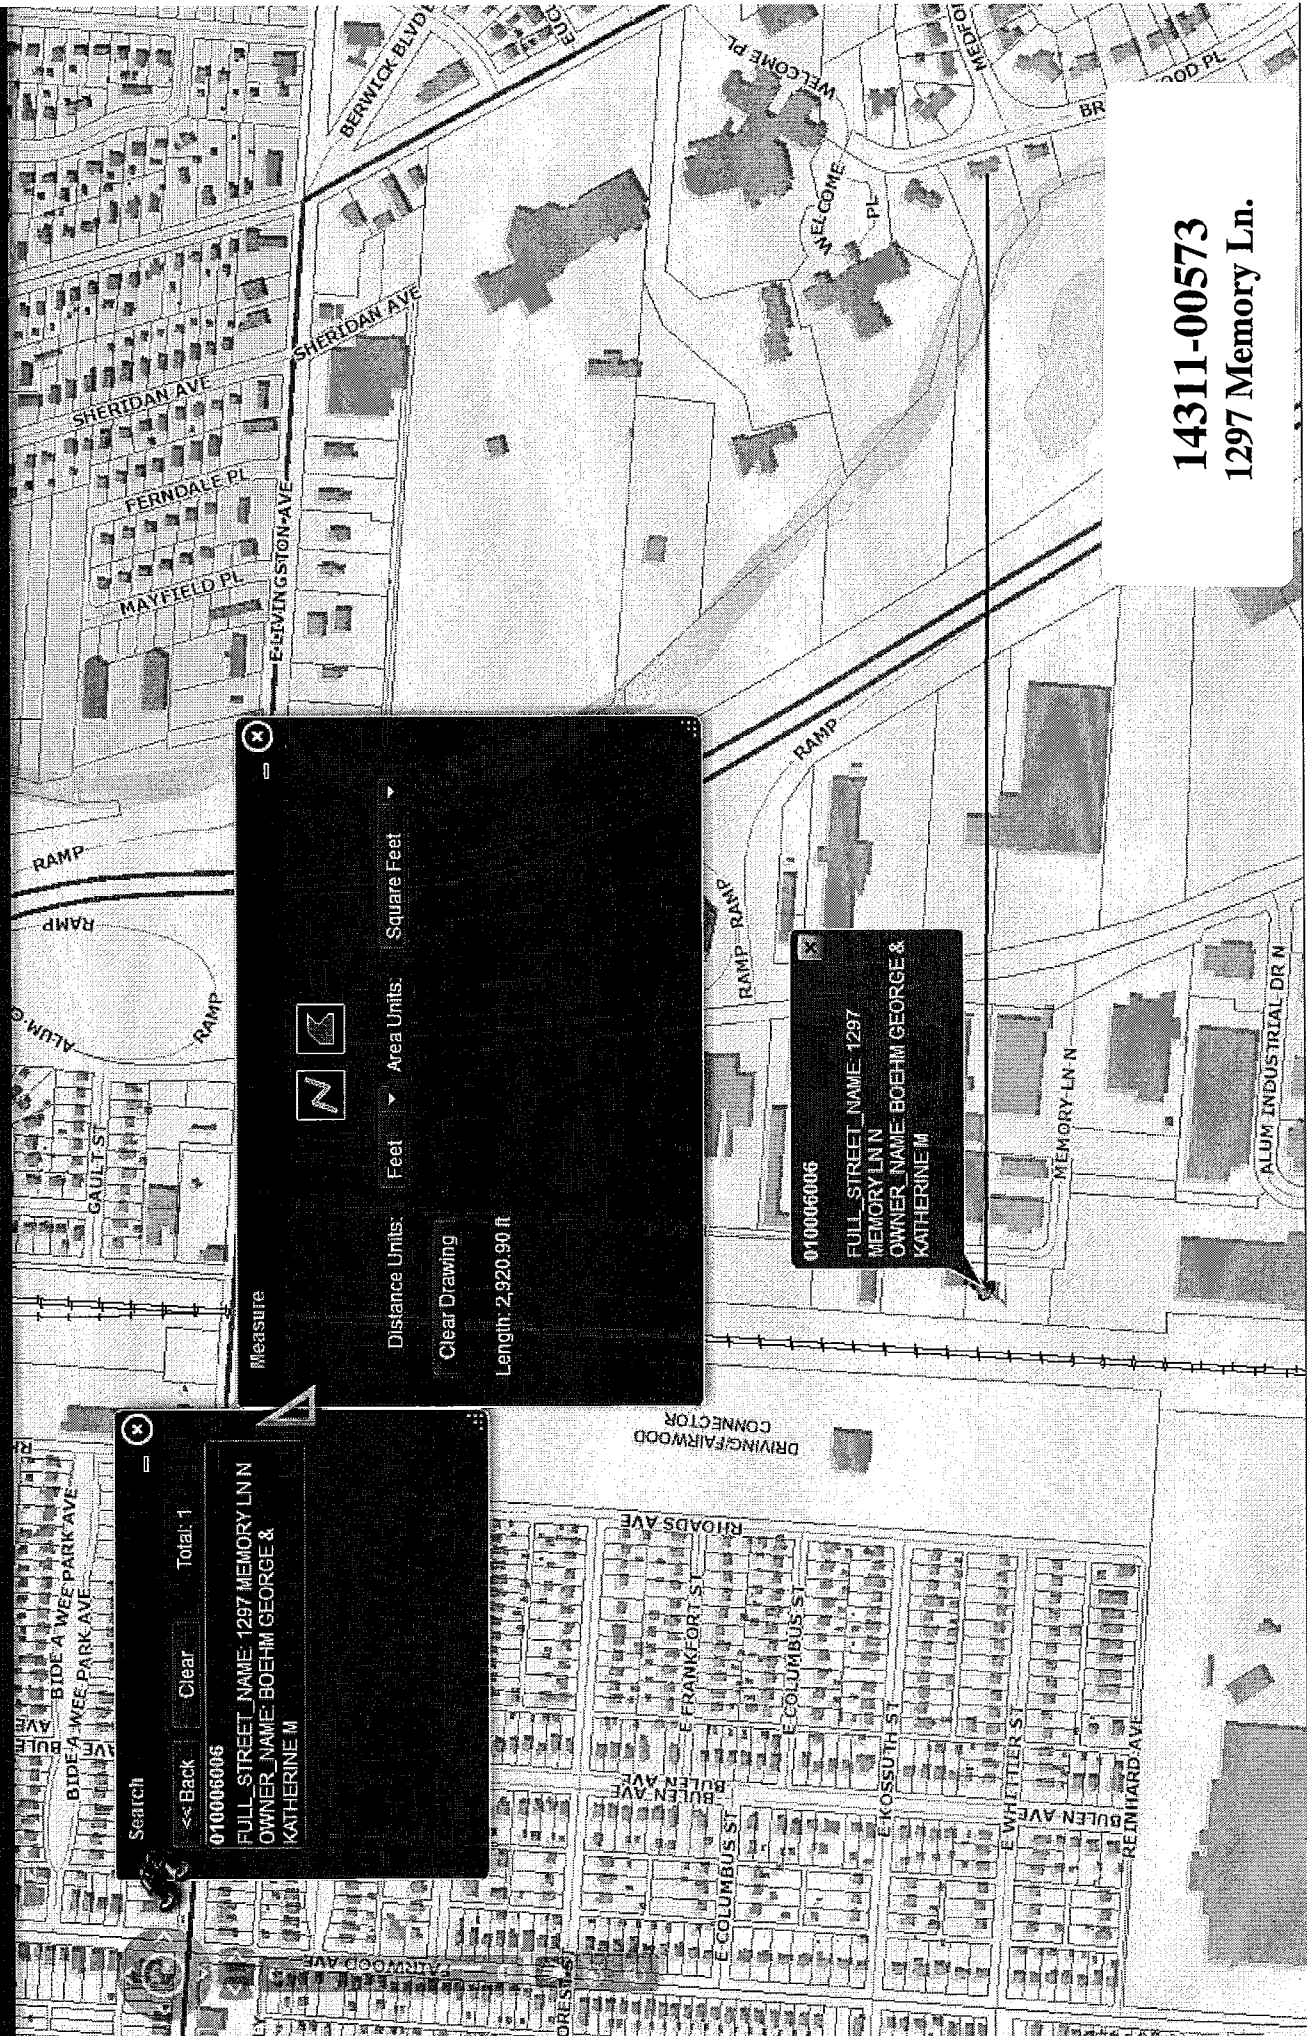 Search
<< Back
Clear
Total: 1
010006006
FULL_STREET_NAME: 1297 MEMORY LN N
OWNER_NAME: BOEHM GEORGE &
KATHERINE M
Measure
Distance Units:
Feet
Area Units:
Square Feet
Clear Drawing
Length: 2,920.90 ft
010006006
FULL_STREET_NAME: 1297
MEMORY LN N
OWNER_NAME: BOEHM GEORGE &
KATHERINE M
14311-00573
1297 Memory Ln.
BIDE A WEE PARK AVE
BIDE A WEE PARK AVE
BULEN AVE
GAULT ST
RAMP
RAMP
RAMP
MAYFIELD PL
FERNDALE PL
SHERIDAN AVE
SHERIDAN AVE
E LIVINGSTON AVE
BERWICK BLVD
WELCOME PL
WELCOME
PL
RAMP
RAMP
RAMP
RAMP
DRIVING/FAIRWOOD
CONNECTOR
RHOADS AVE
E FRANKFORT ST
E COLUMBUS ST
E COLUMBUS ST
BULEN AVE
BULEN AVE
E KOSSUTH ST
E WHITTIER ST
BULEN AVE
REINHARD AVE
FAIRWOOD AVE
MEMORY LN N
ALUM INDUSTRIAL DR N